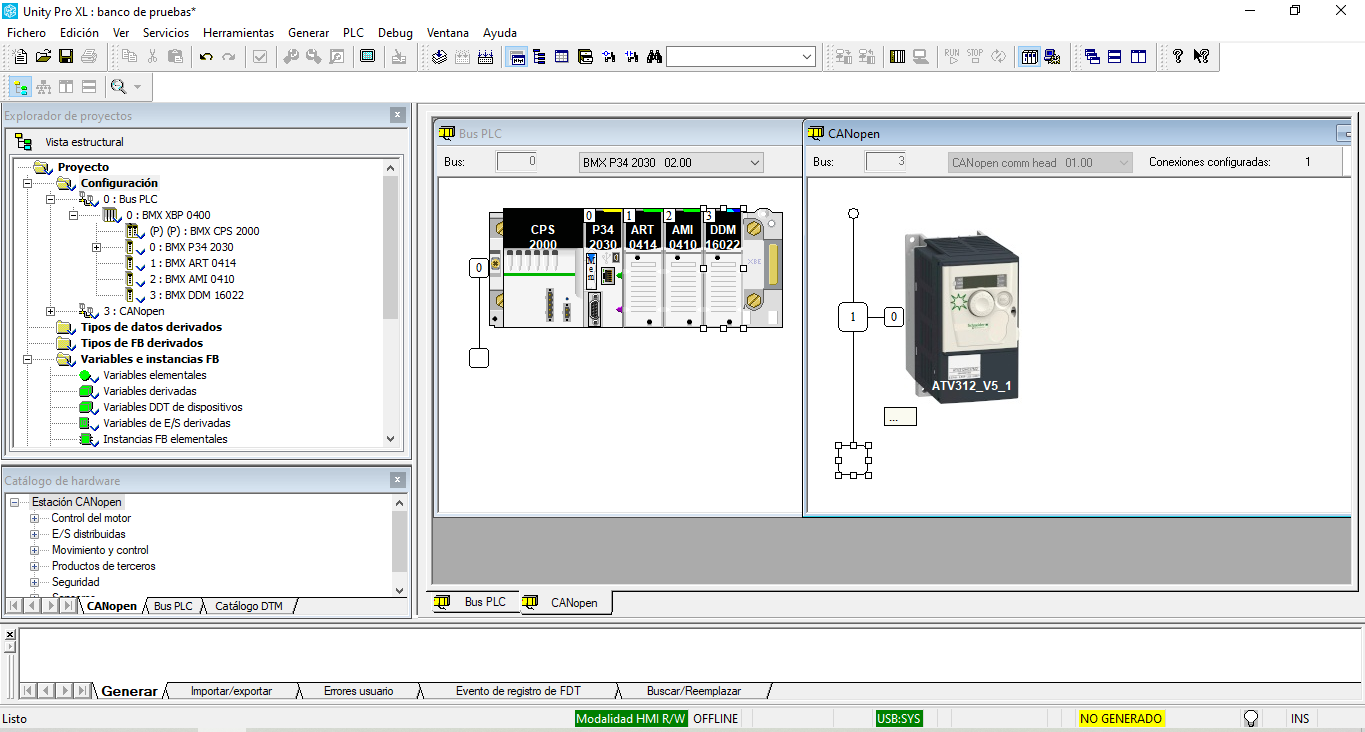 Unity Pro XL : banco de pruebas*
Fichero Edición Ver Servicios Herramientas Generar PLC Debug Ventana Ayuda
RUN STOP
Explorador de proyectos
Vista estructural
Proyecto
Configuración
0 : Bus PLC
0 : BMX XBP 0400
(P) (P) : BMX CPS 2000
0 : BMX P34 2030
1 : BMX ART 0414
2 : BMX AMI 0410
3 : BMX DDM 16022
3 : CANopen
Tipos de datos derivados
Tipos de FB derivados
Variables e instancias FB
Variables elementales
Variables derivadas
Variables DDT de dispositivos
Variables de E/S derivadas
Instancias FB elementales
Catálogo de hardware
Estación CANopen
Control del motor
E/S distribuidas
Movimiento y control
Productos de terceros
Seguridad
CANopen Bus PLC Catálogo DTM
Bus PLC
Bus: 0 BMX P34 2030 02.00
0 1 2 3
CPS P34 ART AMI DDM
2000 2030 0414 0410 16022
0
XBE
CANopen
Bus: 3 CANopen comm head 01.00 Conexiones configuradas: 1
1 0
ATV312_V5_1
...
Bus PLC CANopen
Generar Importar/exportar Errores usuario Evento de registro de FDT Buscar/Reemplazar
Listo Modalidad HMI R/W OFFLINE USB:SYS NO GENERADO INS